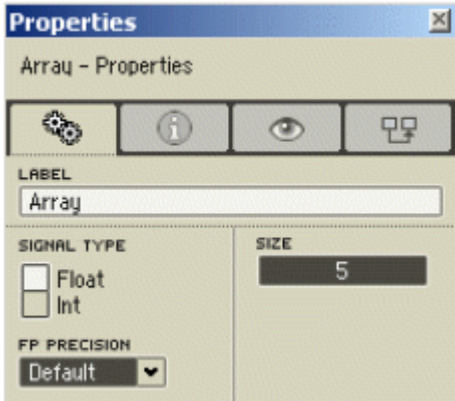 Properties
Array - Properties
LABEL
Array
SIGNAL TYPE
Float
Int
FP PRECISION
Default
SIZE
5